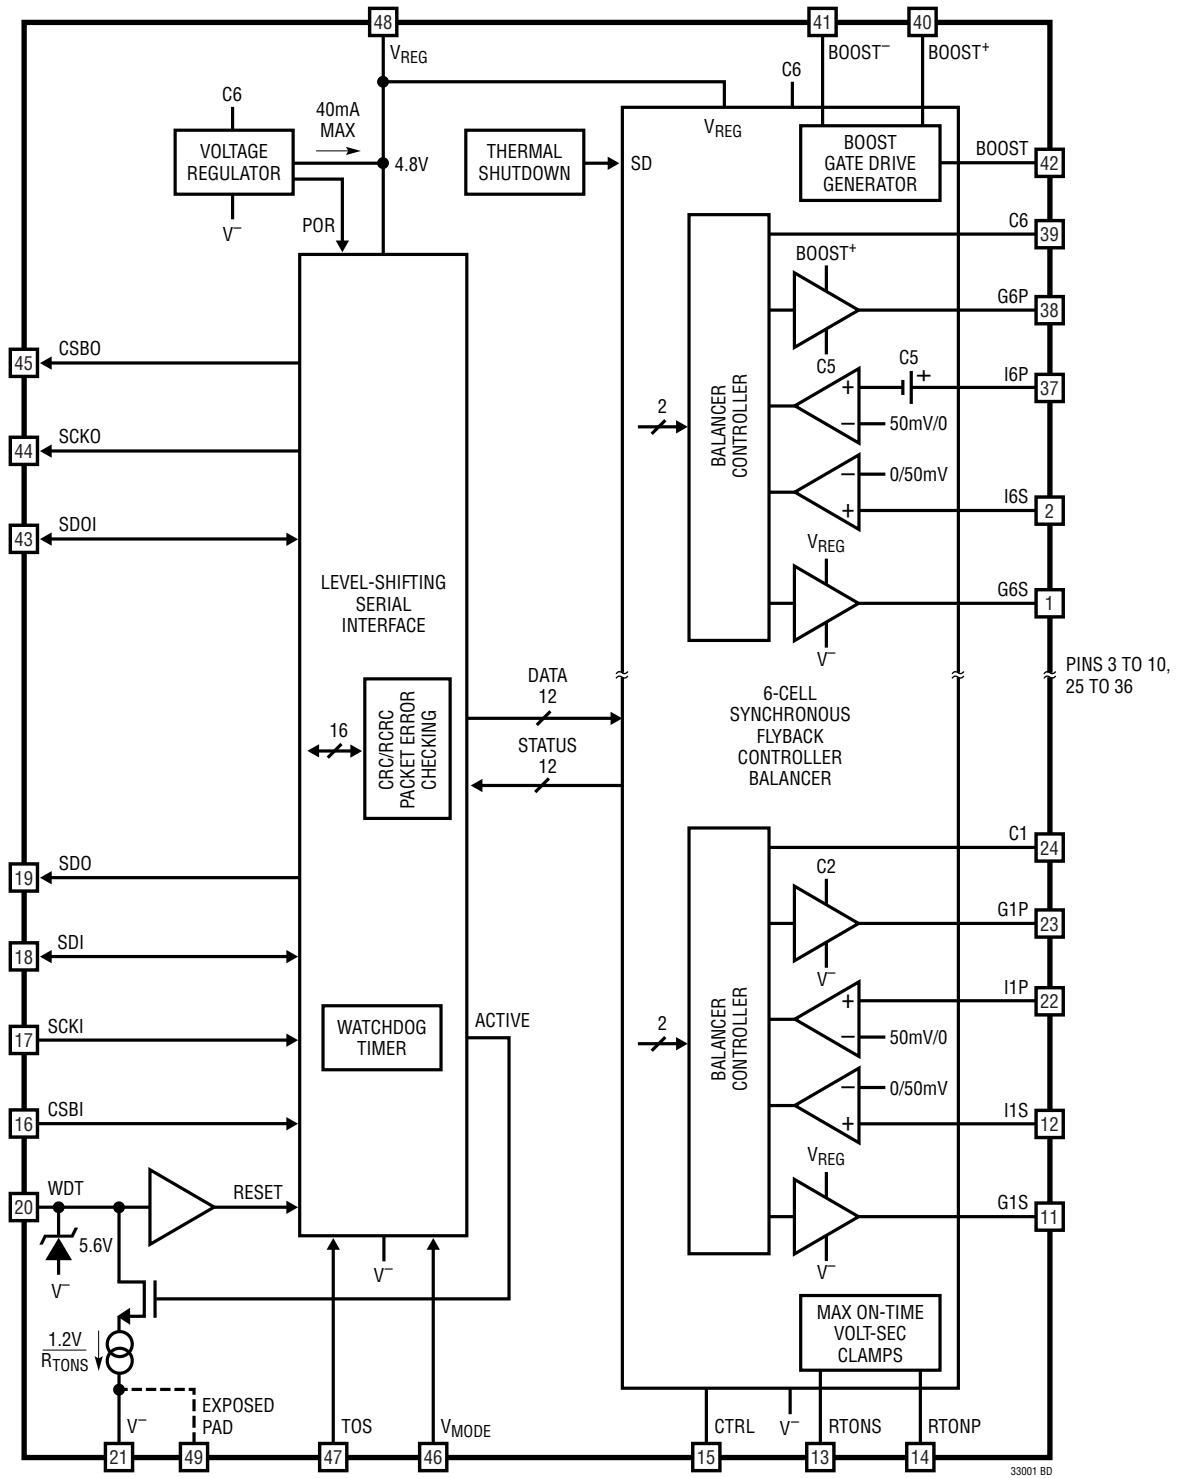 48
41
40
VREG
BOOST–
BOOST+
C6
C6
40mA
MAX
VREG
VOLTAGE
REGULATOR
4.8V
THERMAL
SHUTDOWN
SD
BOOST
GATE DRIVE
GENERATOR
BOOST
42
POR
V–
C6
39
BOOST+
G6P
38
C5
CSBO
45
C5
+
I6P
37
+
–
50mV/0
2
BALANCER
CONTROLLER
SCKO
44
–
0/50mV
+
I6S
2
SDOI
43
VREG
LEVEL-SHIFTING
SERIAL
INTERFACE
G6S
1
V–
PINS 3 TO 10,
25 TO 36
DATA
12
6-CELL
SYNCHRONOUS
FLYBACK
CONTROLLER
BALANCER
16
CRC/RCRC
PACKET ERROR
CHECKING
STATUS
12
C1
24
SDO
19
C2
G1P
23
SDI
18
V–
I1P
22
+
–
50mV/0
2
BALANCER
CONTROLLER
SCKI
17
WATCHDOG
TIMER
ACTIVE
–
0/50mV
+
I1S
12
CSBI
16
VREG
WDT
20
RESET
G1S
11
5.6V
V–
V–
V–
MAX ON-TIME
VOLT-SEC
CLAMPS
1.2V
RTONS
EXPOSED
PAD
V–
TOS
VMODE
CTRL
V–
RTONS
RTONP
21
49
47
46
15
13
14
33001 BD